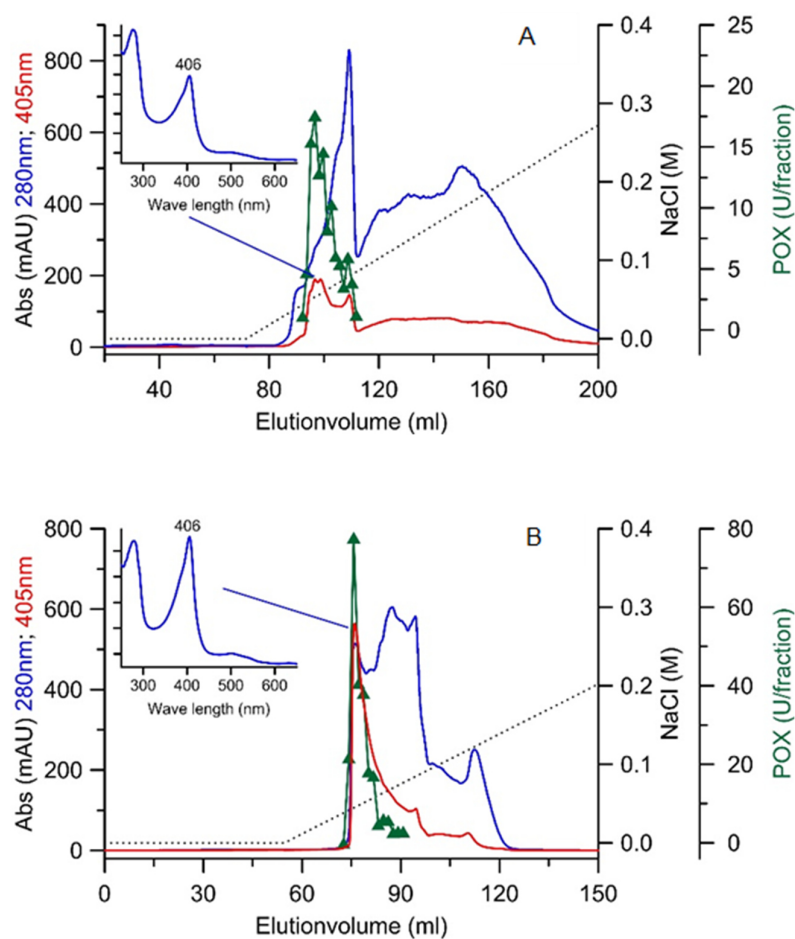 A
Abs (mAU) 280nm; 405nm
800
600
400
200
0
406
300 400 500 600
Wave length (nm)
0.4
0.3
0.2
0.1
0.0
NaCl (M)
25
20
15
10
5
0
POX (U/fraction)
40 80 120 160 200
Elutionvolume (ml)
B
Abs (mAU) 280nm; 405nm
800
600
400
200
0
406
300 400 500 600
Wave length (nm)
0.4
0.3
0.2
0.1
0.0
NaCl (M)
80
60
40
20
0
POX (U/fraction)
0 30 60 90 120 150
Elutionvolume (ml)